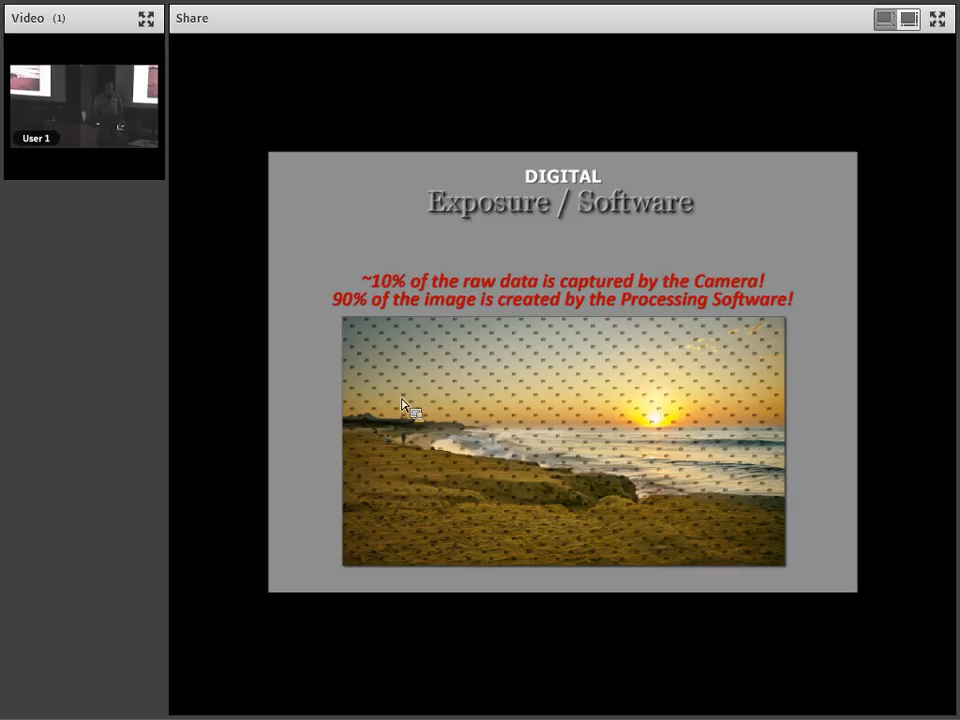 Video (1)
Share
User 1
DIGITAL
Exposure / Software
~10% of the raw data is captured by the Camera!
90% of the image is created by the Processing Software!